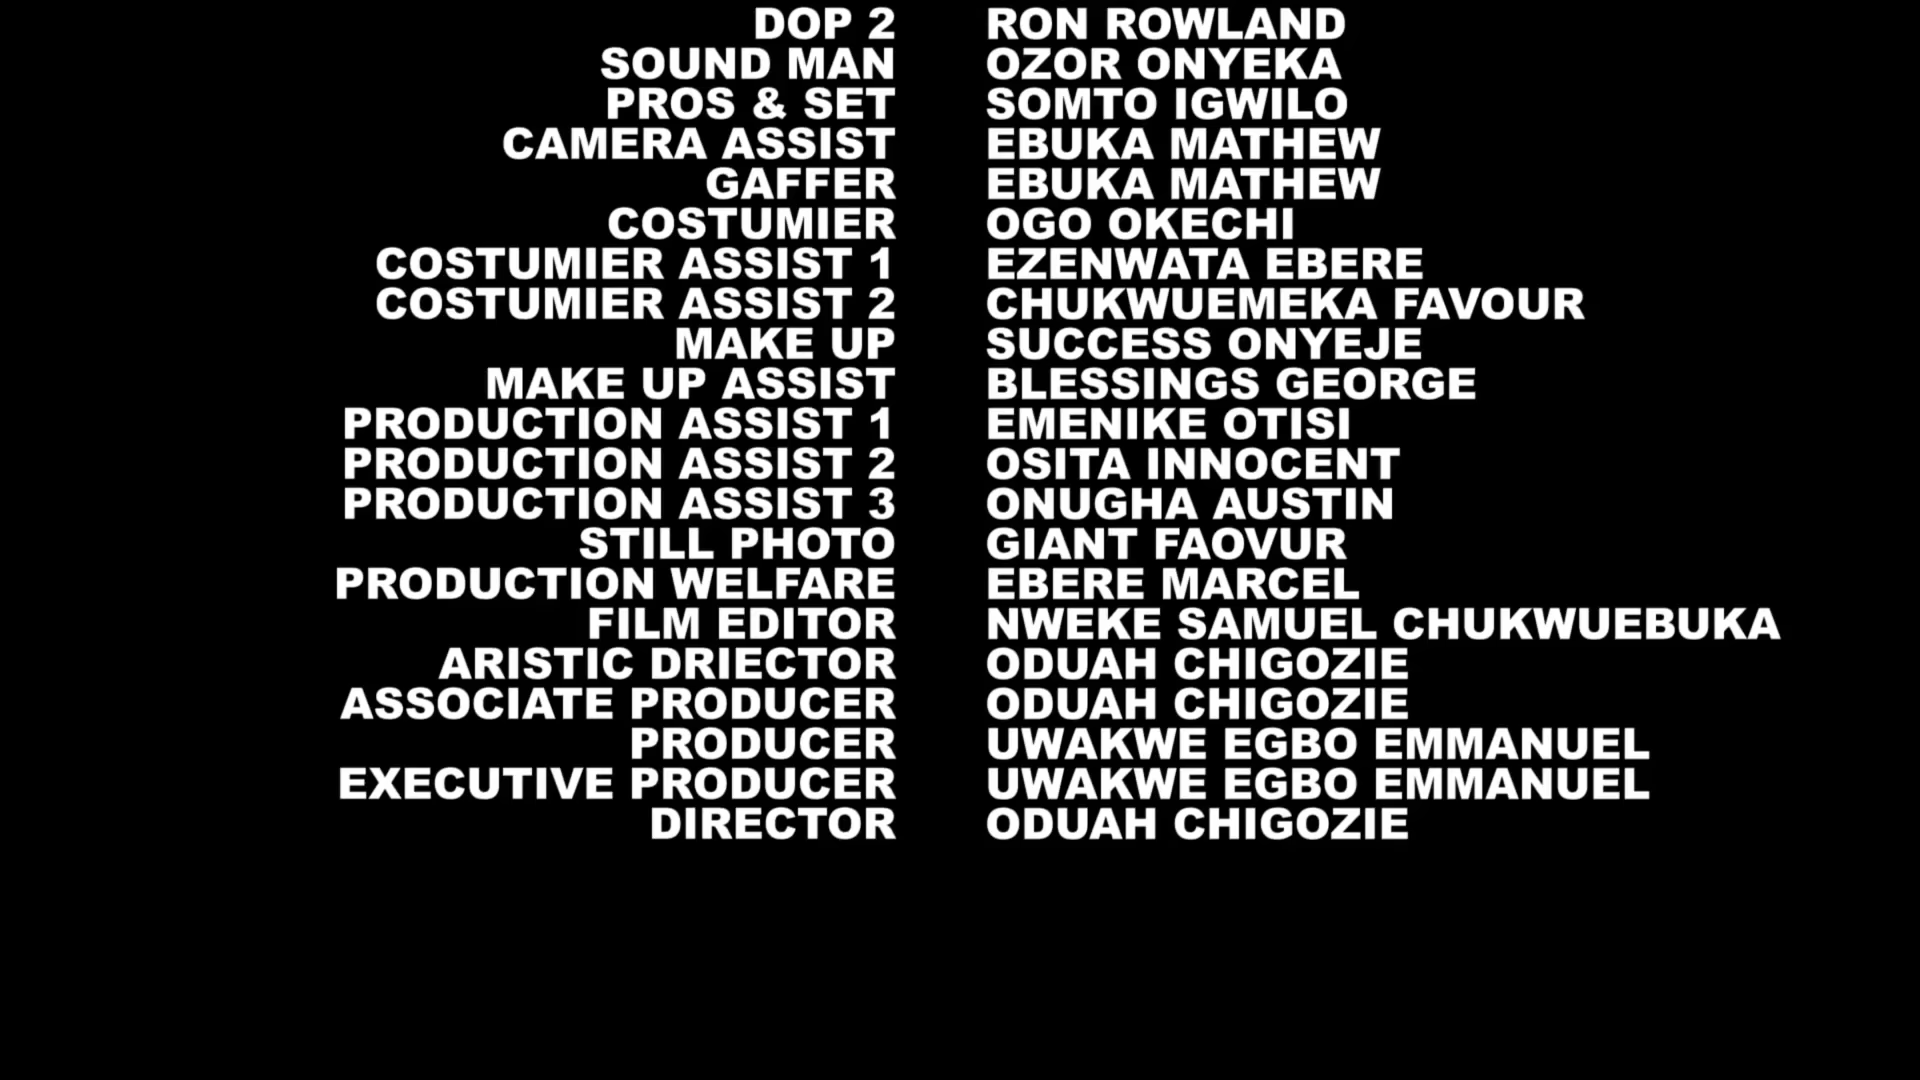 DOP 2 RON ROWLAND
SOUND MAN OZOR ONYEKA
PROS & SET SOMTO IGWILO
CAMERA ASSIST EBUKA MATHEW
GAFFER EBUKA MATHEW
COSTUMIER OGO OKECHI
COSTUMIER ASSIST 1 EZENWATA EBERE
COSTUMIER ASSIST 2 CHUKWUEMEKA FAVOUR
MAKE UP SUCCESS ONYEJE
MAKE UP ASSIST BLESSINGS GEORGE
PRODUCTION ASSIST 1 EMENIKE OTISI
PRODUCTION ASSIST 2 OSITA INNOCENT
PRODUCTION ASSIST 3 ONUGHA AUSTIN
STILL PHOTO GIANT FAOVUR
PRODUCTION WELFARE EBERE MARCEL
FILM EDITOR NWEKE SAMUEL CHUKWUEBUKA
ARISTIC DRIECTOR ODUAH CHIGOZIE
ASSOCIATE PRODUCER ODUAH CHIGOZIE
PRODUCER UWAKWE EGBO EMMANUEL
EXECUTIVE PRODUCER UWAKWE EGBO EMMANUEL
DIRECTOR ODUAH CHIGOZIE